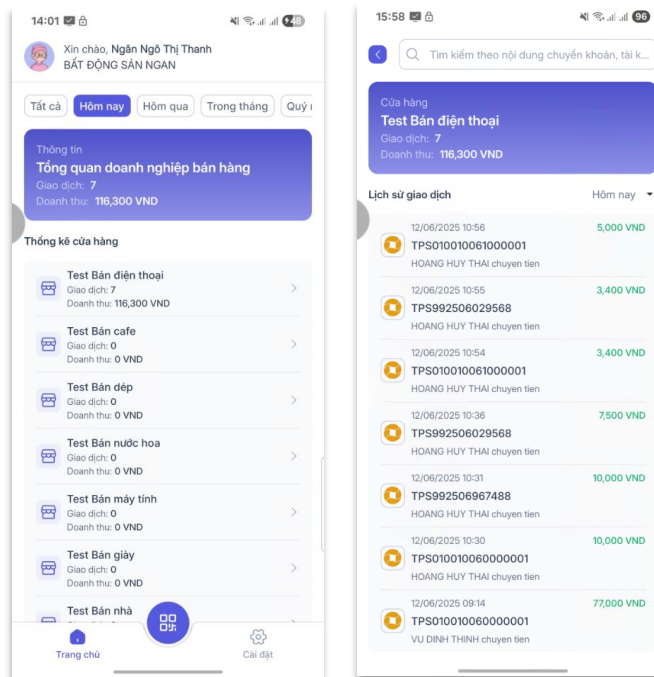 14:01
48
Xin chào, Ngân Ngô Thị Thanh
BẤT ĐỘNG SẢN NGAN
Tất cả
Hôm nay
Hôm qua
Trong tháng
Quý
Thông tin
Tổng quan doanh nghiệp bán hàng
Giao dịch: 7
Doanh thu: 116,300 VND
Thống kê cửa hàng
Test Bán điện thoại
Giao dịch: 7
Doanh thu: 116,300 VND
Test Bán cafe
Giao dịch: 0
Doanh thu: 0 VND
Test Bán dép
Giao dịch: 0
Doanh thu: 0 VND
Test Bán nước hoa
Giao dịch: 0
Doanh thu: 0 VND
Test Bán máy tính
Giao dịch: 0
Doanh thu: 0 VND
Test Bán giày
Giao dịch: 0
Doanh thu: 0 VND
Test Bán nhà
Trang chủ
Cài đặt
15:58
96
Tìm kiếm theo nội dung chuyển khoản, tài k...
Cửa hàng
Test Bán điện thoại
Giao dịch: 7
Doanh thu: 116,300 VND
Lịch sử giao dịch
Hôm nay
12/06/2025 10:56
5,000 VND
TPS010010061000001
HOANG HUY THAI chuyen tien
12/06/2025 10:55
3,400 VND
TPS992506029568
HOANG HUY THAI chuyen tien
12/06/2025 10:54
3,400 VND
TPS010010061000001
HOANG HUY THAI chuyen tien
12/06/2025 10:36
7,500 VND
TPS992506029568
HOANG HUY THAI chuyen tien
12/06/2025 10:31
10,000 VND
TPS992506967488
HOANG HUY THAI chuyen tien
12/06/2025 10:30
10,000 VND
TPS010010060000001
HOANG HUY THAI chuyen tien
12/06/2025 09:14
77,000 VND
TPS010010060000001
VU DINH THINH chuyen tien